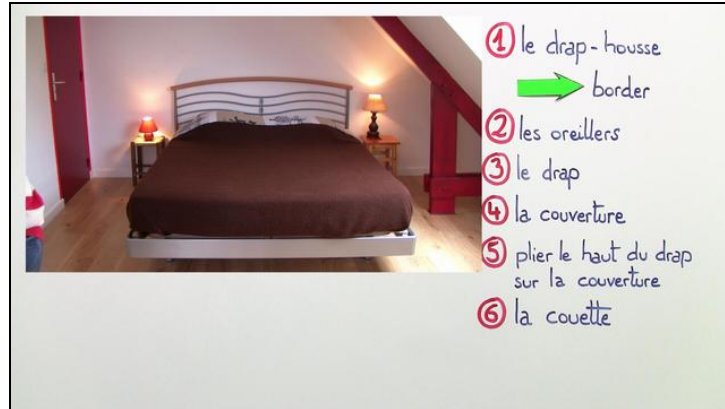 ① le drap-housse
border
② les oreillers
③ le drap
④ la couverture
⑤ plier le haut du drap
sur la couverture
⑥ la couette